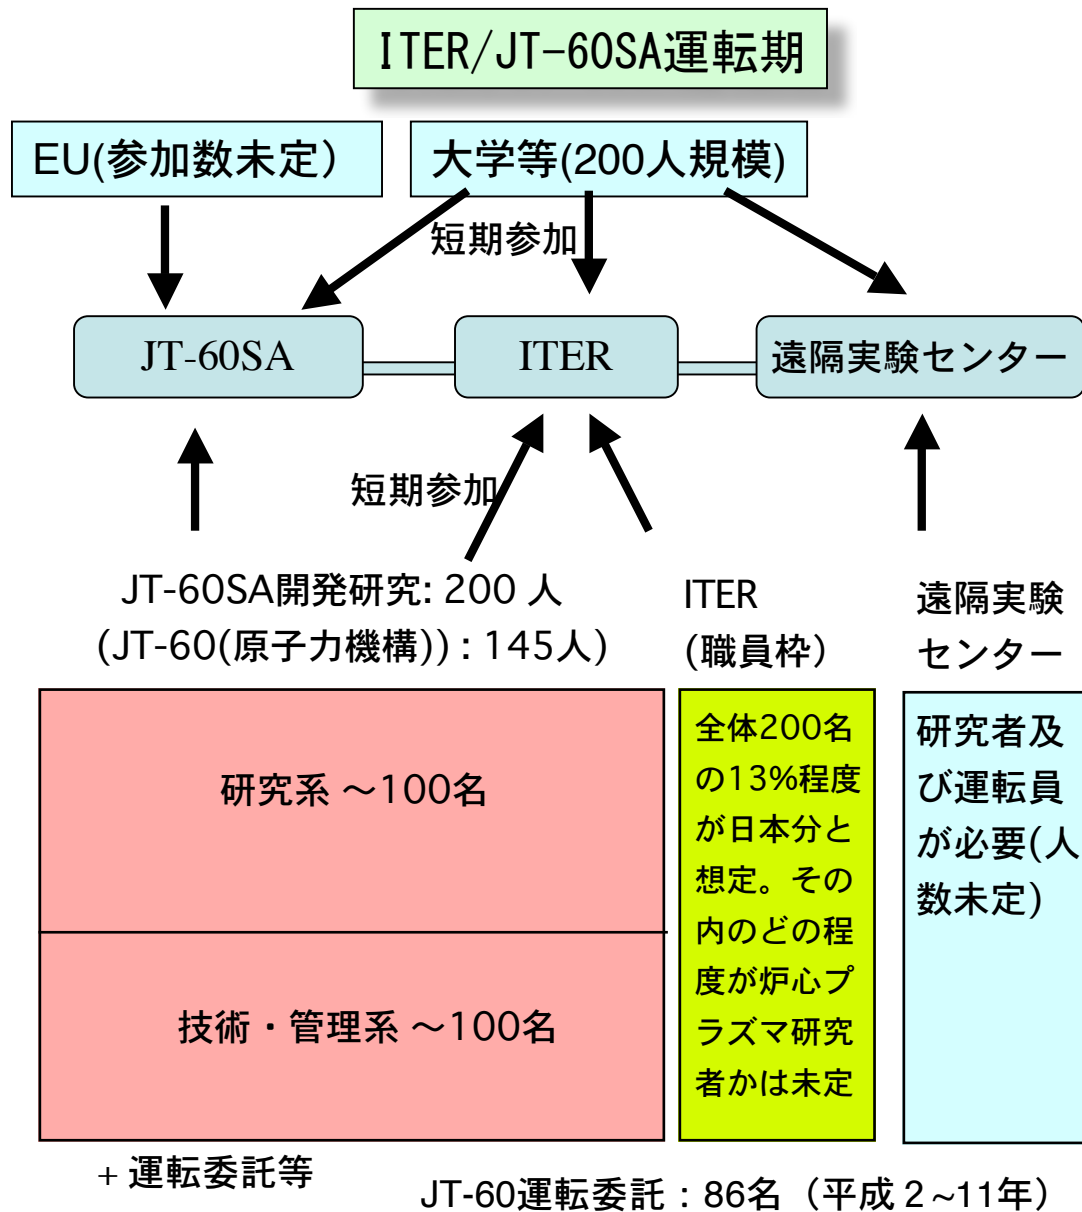 ITER/JT-60SA運転期
EU(参加数未定）
大学等(200人規模)
短期参加
JT-60SA
ITER
遠隔実験センター
短期参加
JT-60SA開発研究: 200 人
(JT-60(原子力機構)) : 145人)
ITER
(職員枠）
遠隔実験
センター
研究系 ～100名
技術・管理系 ～100名
全体200名
の13%程度
が日本分と
想定。その
内のどの程
度が炉心プ
ラズマ研究
者かは未定
研究者及
び運転員
が必要(人
数未定)
+ 運転委託等
JT-60運転委託：86名（平成２~11年）